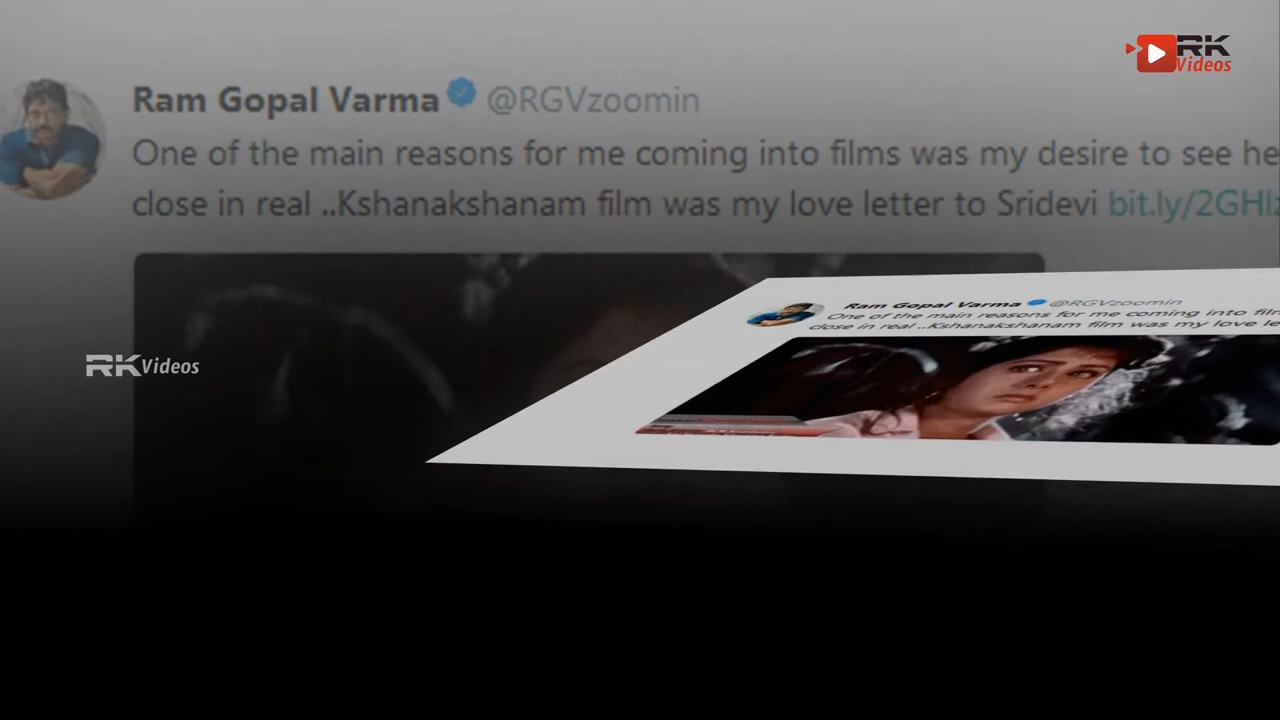 RK
Videos
Ram Gopal Varma @RGVzoomin
One of the main reasons for me coming into films was my desire to see he
close in real ..Kshanakshanam film was my love letter to Sridevi bit.ly/2GHl
Ram Gopal Varma @RGVzoomin
One of the main reasons for me coming into fil
close in real ..Kshanakshanam film was my love le
RK Videos